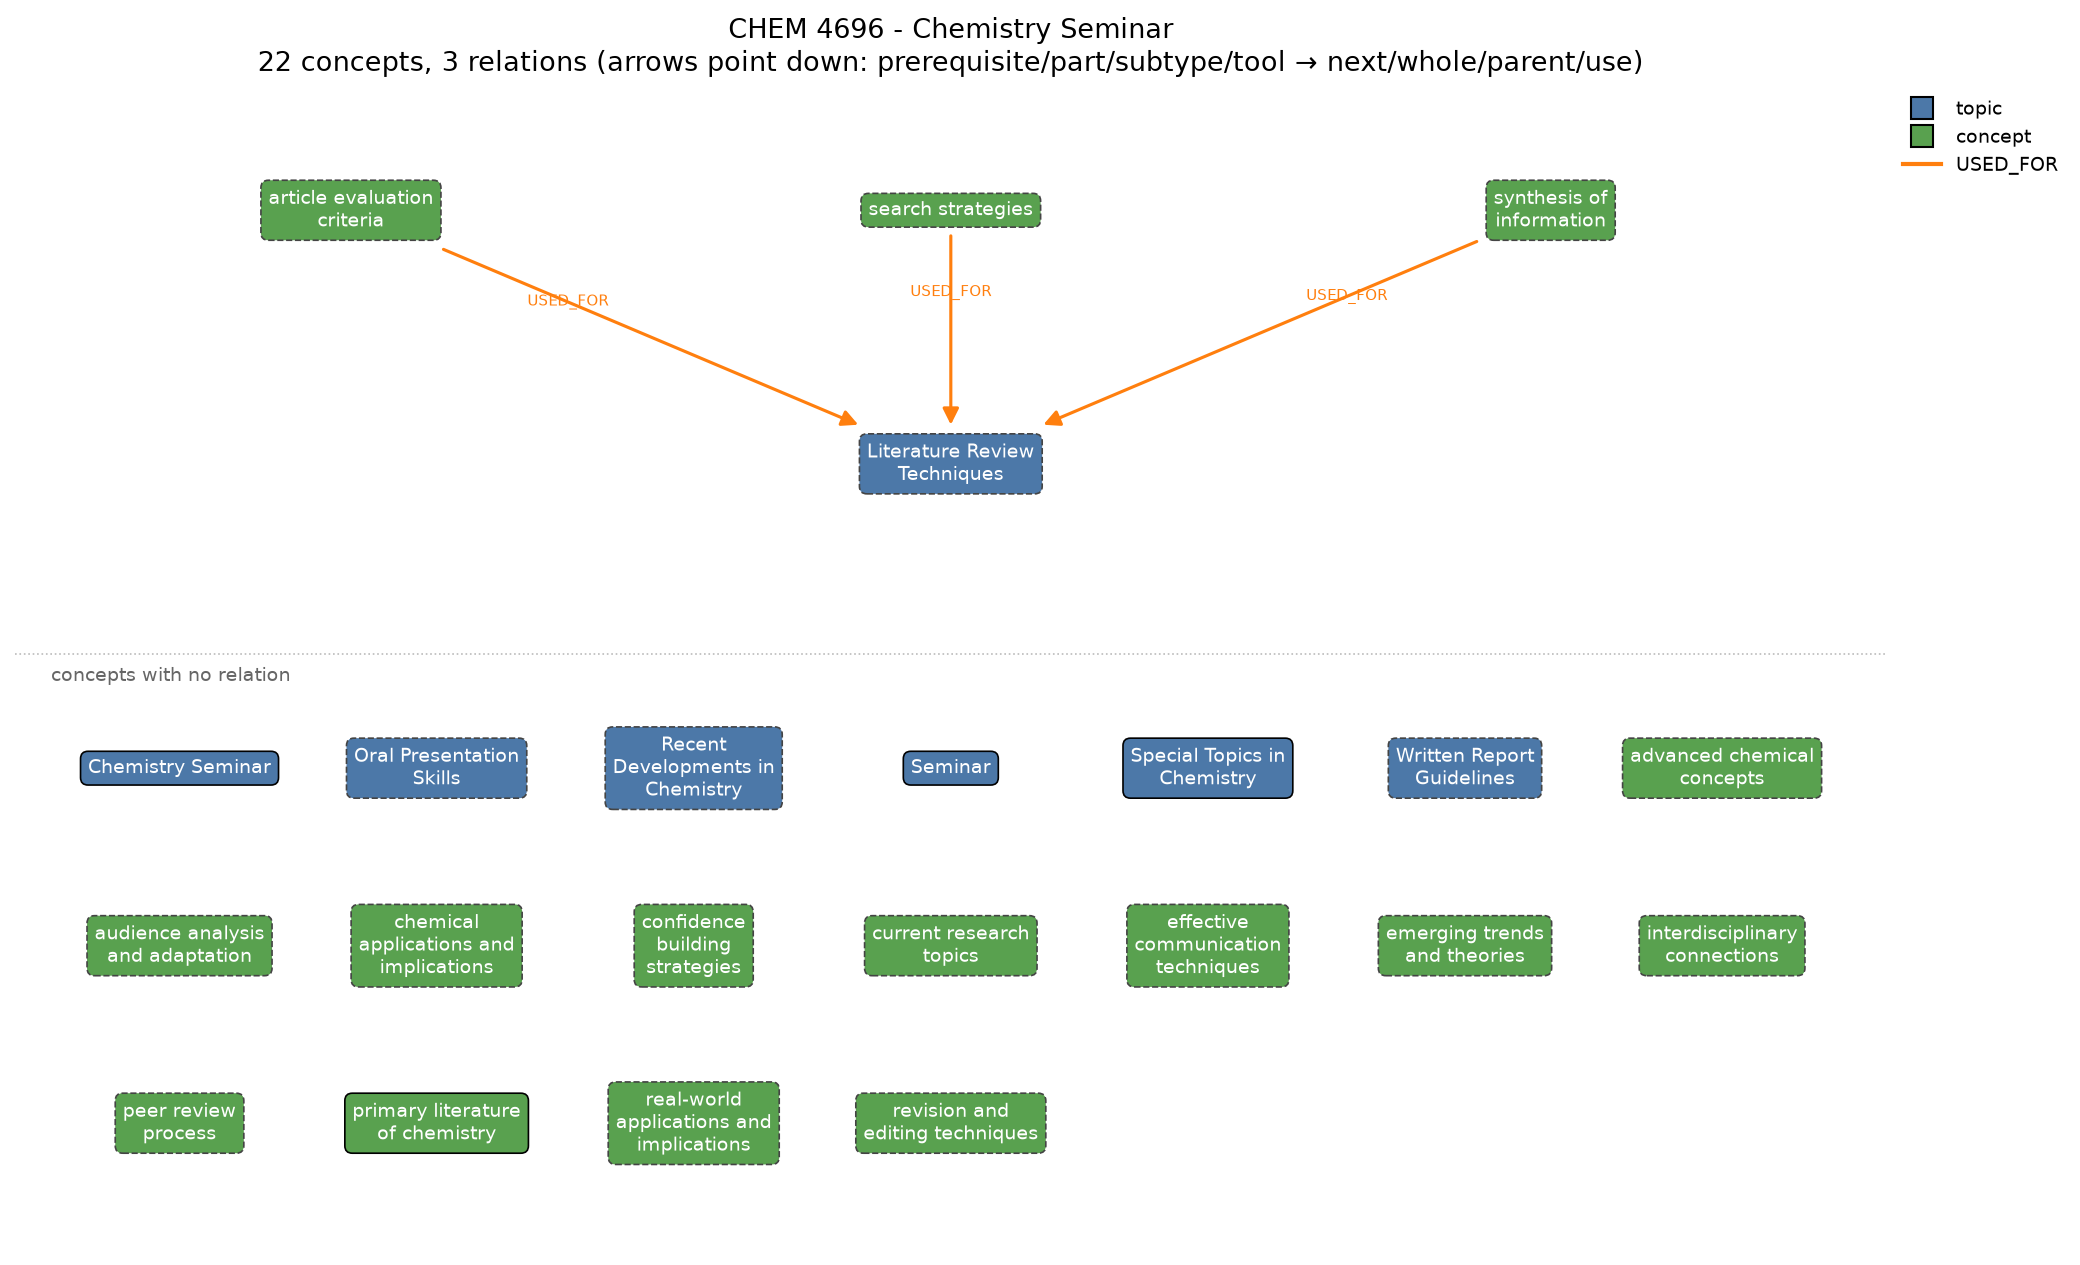 CHEM 4696 - Chemistry Seminar
22 concepts, 3 relations (arrows point down: prerequisite/part/subtype/tool → next/whole/parent/use)
topic
concept
USED_FOR
article evaluation
criteria
search strategies
synthesis of
information
USED_FOR
USED_FOR
USED_FOR
Literature Review
Techniques
concepts with no relation
Chemistry Seminar
Oral Presentation
Skills
Recent
Developments in
Chemistry
Seminar
Special Topics in
Chemistry
Written Report
Guidelines
advanced chemical
concepts
audience analysis
and adaptation
chemical
applications and
implications
confidence
building
strategies
current research
topics
effective
communication
techniques
emerging trends
and theories
interdisciplinary
connections
peer review
process
primary literature
of chemistry
real-world
applications and
implications
revision and
editing techniques